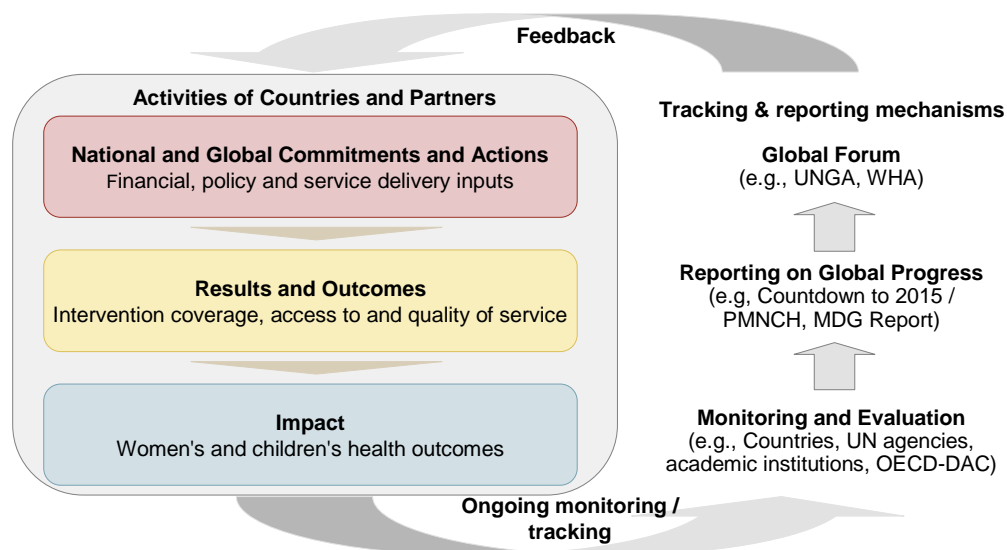 Feedback
Activities of Countries and Partners
National and Global Commitments and Actions
Financial, policy and service delivery inputs
Results and Outcomes
Intervention coverage, access to and quality of service
Impact
Women's and children's health outcomes
Ongoing monitoring /
tracking
Tracking & reporting mechanisms
Global Forum
(e.g., UNGA, WHA)
Reporting on Global Progress
(e.g, Countdown to 2015 /
PMNCH, MDG Report)
Monitoring and Evaluation
(e.g., Countries, UN agencies,
academic institutions, OECD-DAC)